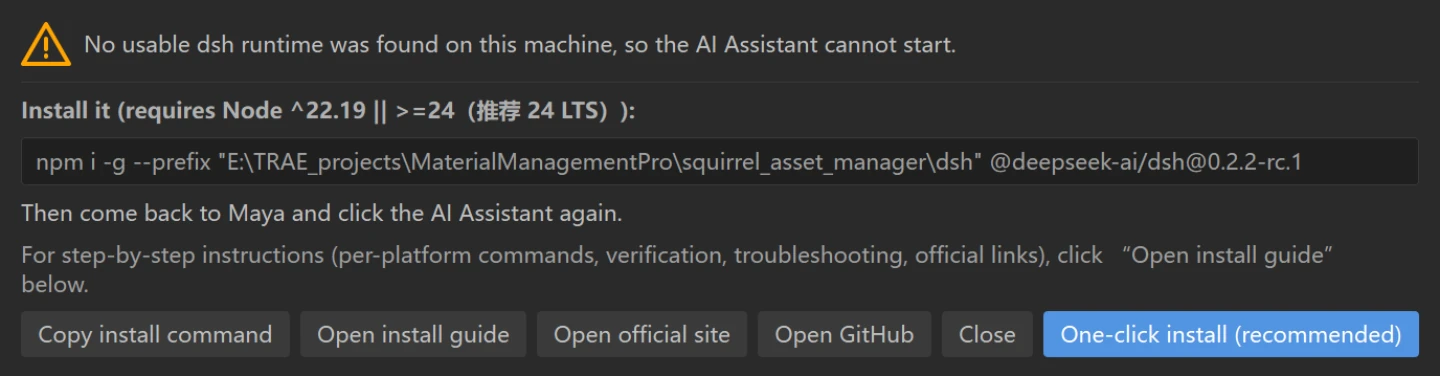 No usable dsh runtime was found on this machine, so the AI Assistant cannot start.
Install it (requires Node ^22.19 || >=24（推荐 24 LTS）):
npm i -g --prefix "E:\TRAE_projects\MaterialManagementPro\squirrel_asset_manager\dsh" @deepseek-ai/dsh@0.2.2-rc.1
Then come back to Maya and click the AI Assistant again.
For step-by-step instructions (per-platform commands, verification, troubleshooting, official links), click “Open install guide”
below.
Copy install command Open install guide Open official site Open GitHub Close One-click install (recommended)